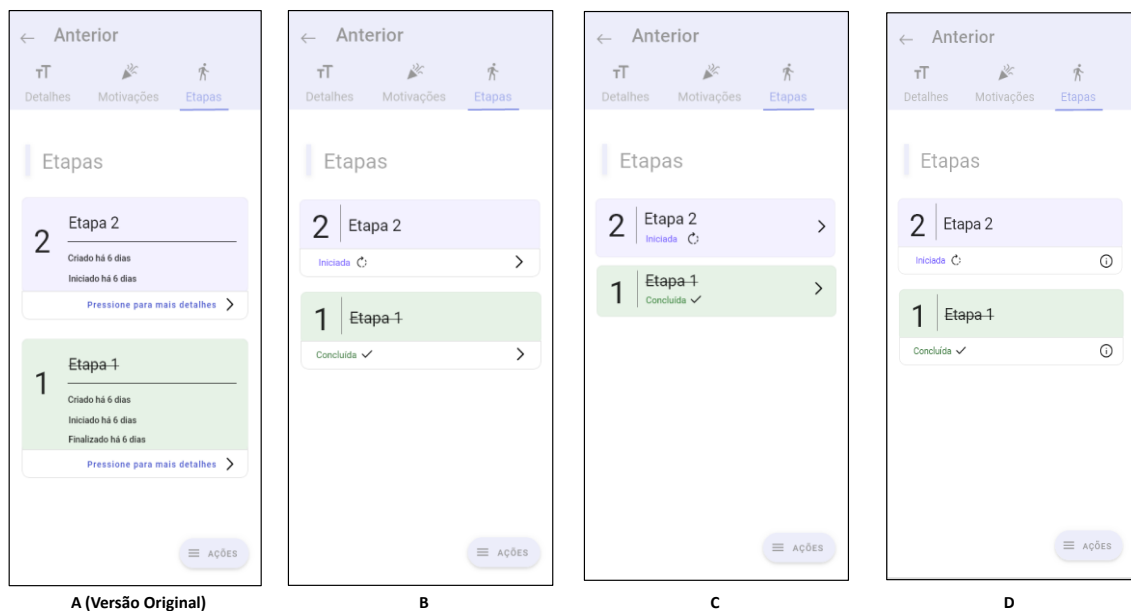 ← Anterior
тT
Detalhes Motivações Etapas
Etapas
2
Etapa 2
Criado há 6 dias
Iniciado há 6 dias
Pressione para mais detalhes
1
Etapa 1
Criado há 6 dias
Iniciado há 6 dias
Finalizado há 6 dias
Pressione para mais detalhes
AÇÕES
A (Versão Original)
← Anterior
тT
Detalhes Motivações Etapas
Etapas
2 Etapa 2
Iniciada
1 Etapa 1
Concluída
AÇÕES
B
← Anterior
тT
Detalhes Motivações Etapas
Etapas
2 Etapa 2
Iniciada
1 Etapa 1
Concluída
AÇÕES
C
← Anterior
тT
Detalhes Motivações Etapas
Etapas
2 Etapa 2
Iniciada
1 Etapa 1
Concluída
AÇÕES
D